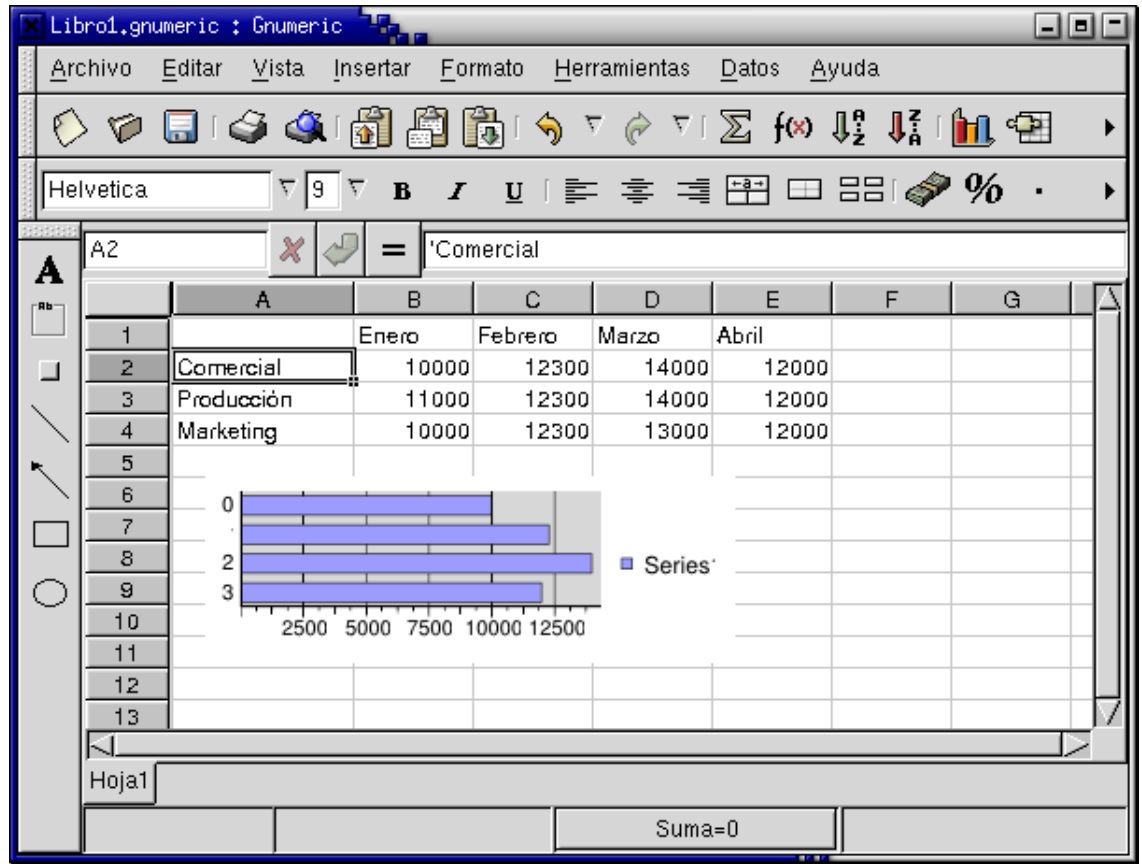 Libro1.gnumeric : Gnumeric
Archivo Editar Vista Insertar Formato Herramientas Datos Ayuda
Helvetica 9 B I U a %
A2 = 'Comercial
A
Ab
A B C D E F G
1 Enero Febrero Marzo Abril
2 Comercial 10000 12300 14000 12000
3 Producción 11000 12300 14000 12000
4 Marketing 10000 12300 13000 12000
5
6
7
8
9
10
11
12
13
0
2
3
Series
2500 5000 7500 10000 12500
Hoja1
Suma=0